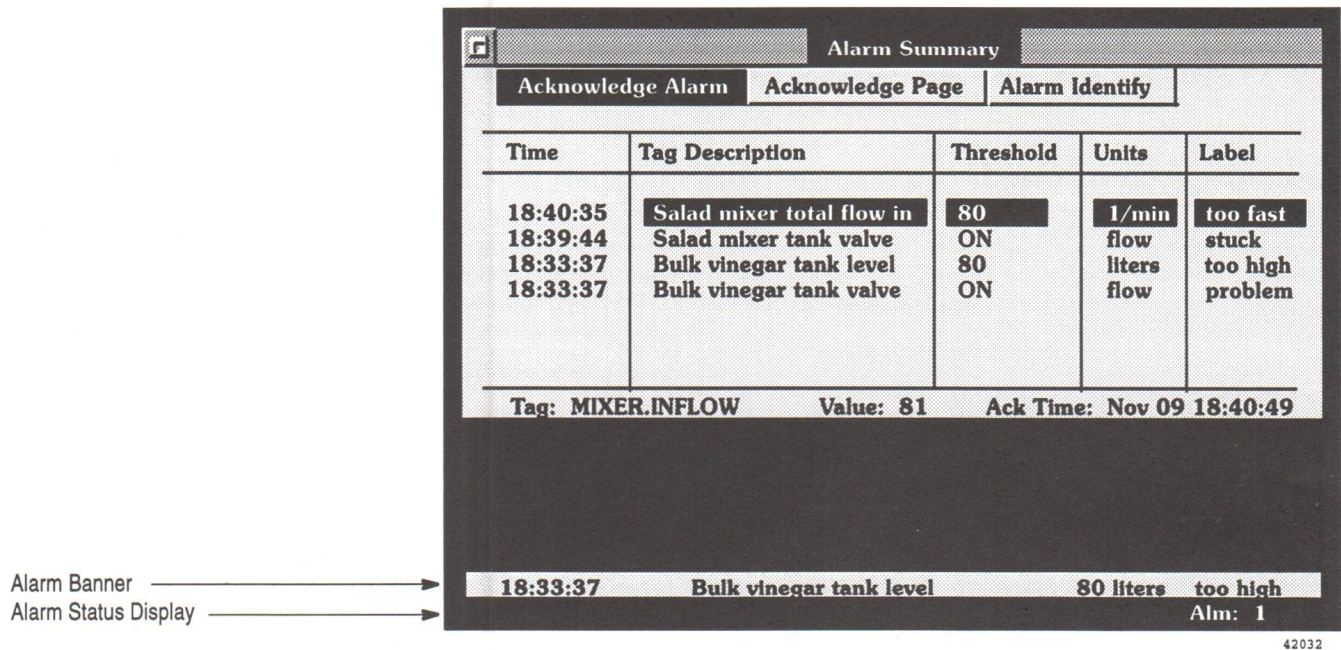 Alarm Summary
Acknowledge Alarm Acknowledge Page Alarm Identify
Time Tag Description Threshold Units Label
18:40:35 Salad mixer total flow in 80 1/min too fast
18:39:44 Salad mixer tank valve ON flow stuck
18:33:37 Bulk vinegar tank level 80 liters too high
18:33:37 Bulk vinegar tank valve ON flow problem
Tag: MIXER.INFLOW Value: 81 Ack Time: Nov 09 18:40:49
Alarm Banner 18:33:37 Bulk vinegar tank level 80 liters too high
Alarm Status Display Alm: 1
42032